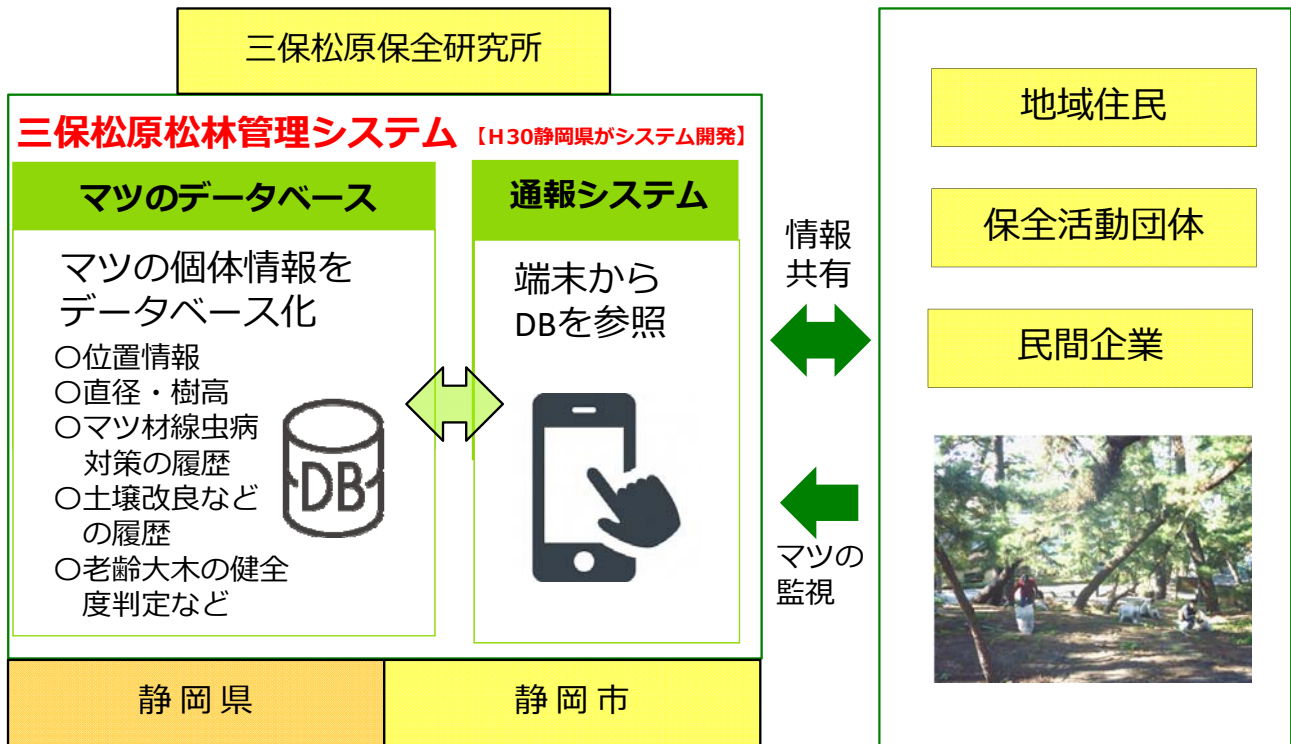 三保松原保全研究所
三保松原松林管理システム 【H30静岡県がシステム開発】
マツのデータベース
マツの個体情報を
データベース化
○位置情報
○直径・樹高
○マツ材線虫病
対策の履歴
○土壌改良など
の履歴
○老齢大木の健全
度判定など
DB
通報システム
端末から
DBを参照
静岡県
静岡市
情報
共有
マツの
監視
地域住民
保全活動団体
民間企業